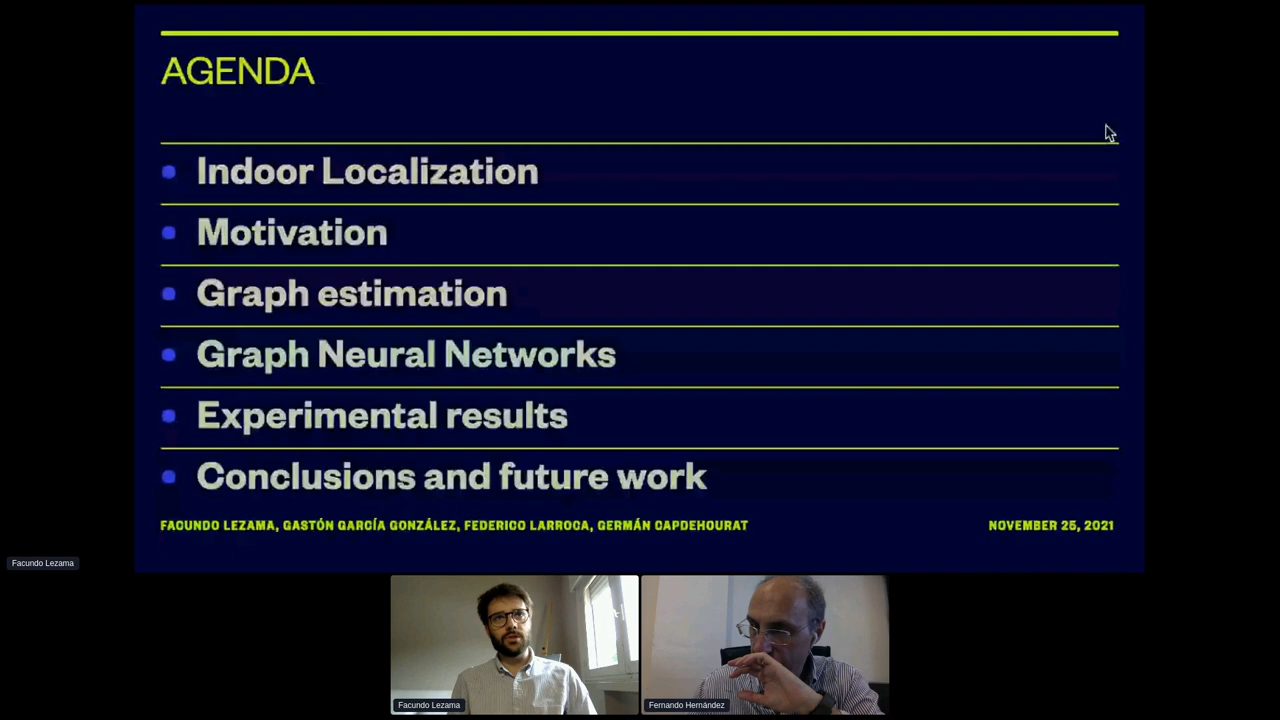 AGENDA
Indoor Localization
Motivation
Graph estimation
Graph Neural Networks
Experimental results
Conclusions and future work
FACUNDO LEZAMA, GASTÓN GARCÍA GONZÁLEZ, FEDERICO LARROCA, GERMÁN CAPDEHOURAT
NOVEMBER 25, 2021
Facundo Lezama
Facundo Lezama
Fernando Hernández